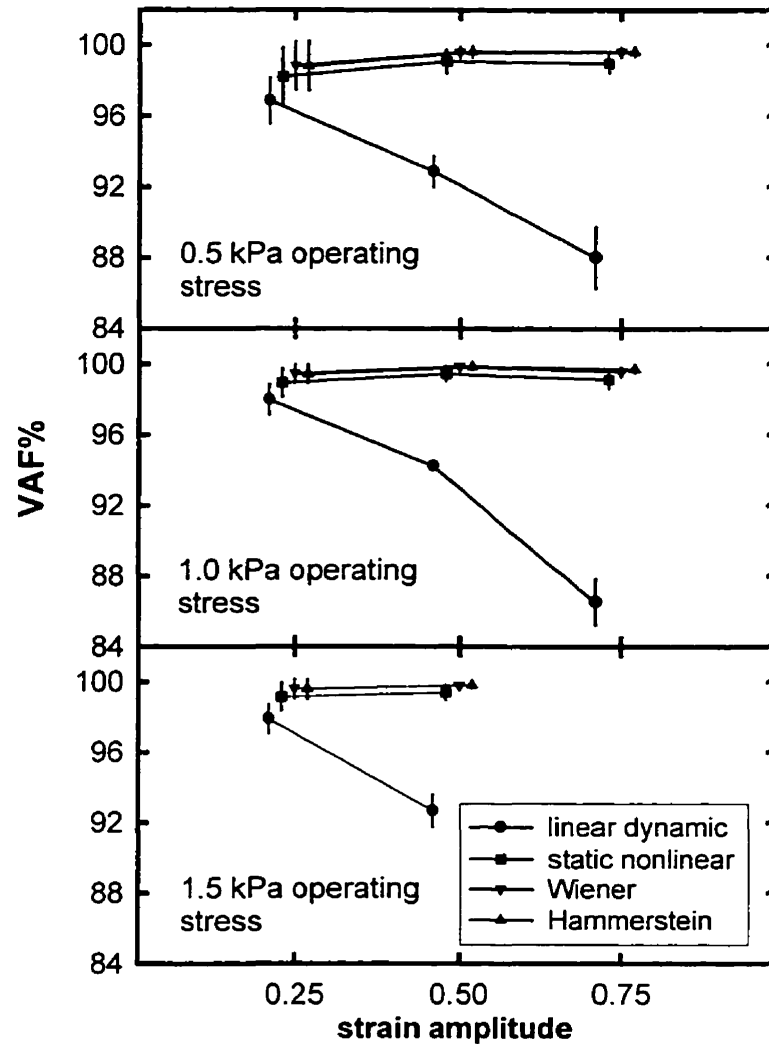 100
96
92
88
84
0.5 kPa operating
stress
100
96
92
88
84
1.0 kPa operating
stress
VAF%
100
96
92
88
84
1.5 kPa operating
stress
linear dynamic
static nonlinear
Wiener
Hammerstein
0.25 0.50 0.75
strain amplitude